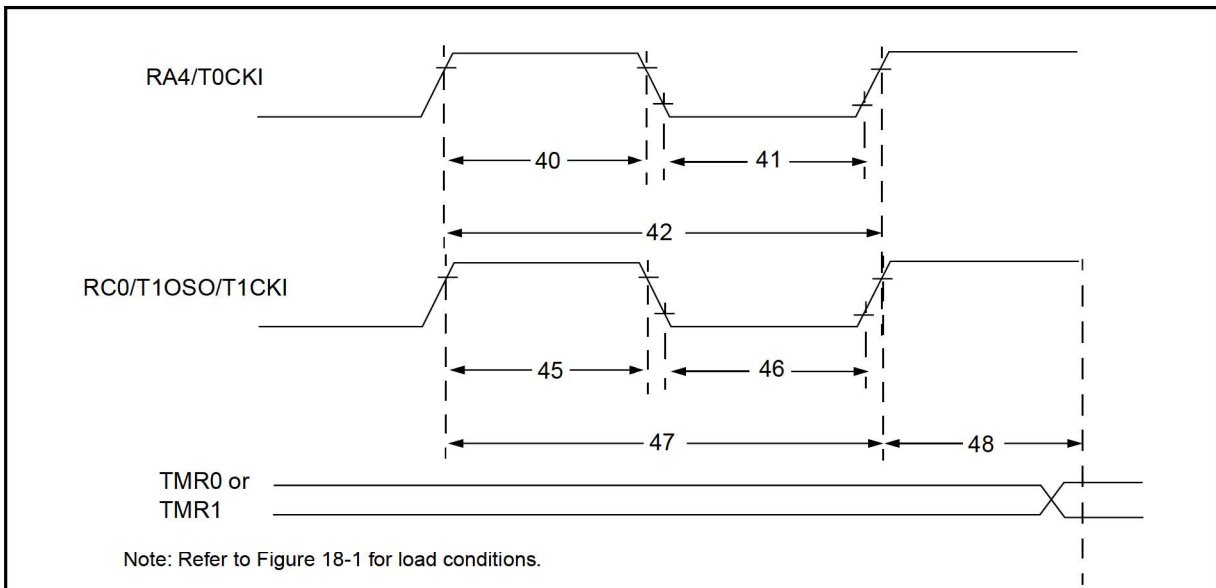 RA4/T0CKI
40
41
42
RC0/T1OSO/T1CKI
45
46
47
48
TMR0 or
TMR1
Note: Refer to Figure 18-1 for load conditions.